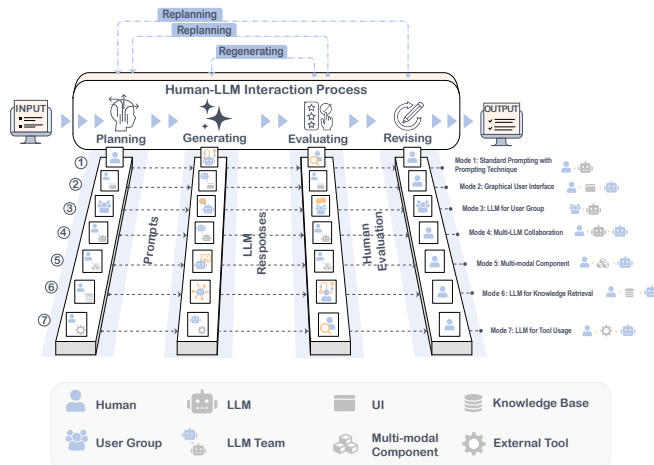 Replanning
Replanning
Regenerating
Human-LLM Interaction Process
INPUT
OUTPUT
Planning
Generating
Evaluating
Revising
①
②
③
④
⑤
⑥
⑦
Prompts
LLM
Responses
Human
Evaluation
Mode 1: Standard Prompting with
Prompting Technique
Mode 2: Graphical User Interface
Mode 3: LLM for User Group
Mode 4: Multi-LLM Collaboration
Mode 5: Multi-modal Component
Mode 6: LLM for Knowledge Retrieval
Mode 7: LLM for Tool Usage
Human
LLM
UI
Knowledge Base
User Group
LLM Team
Multi-modal
Component
External Tool